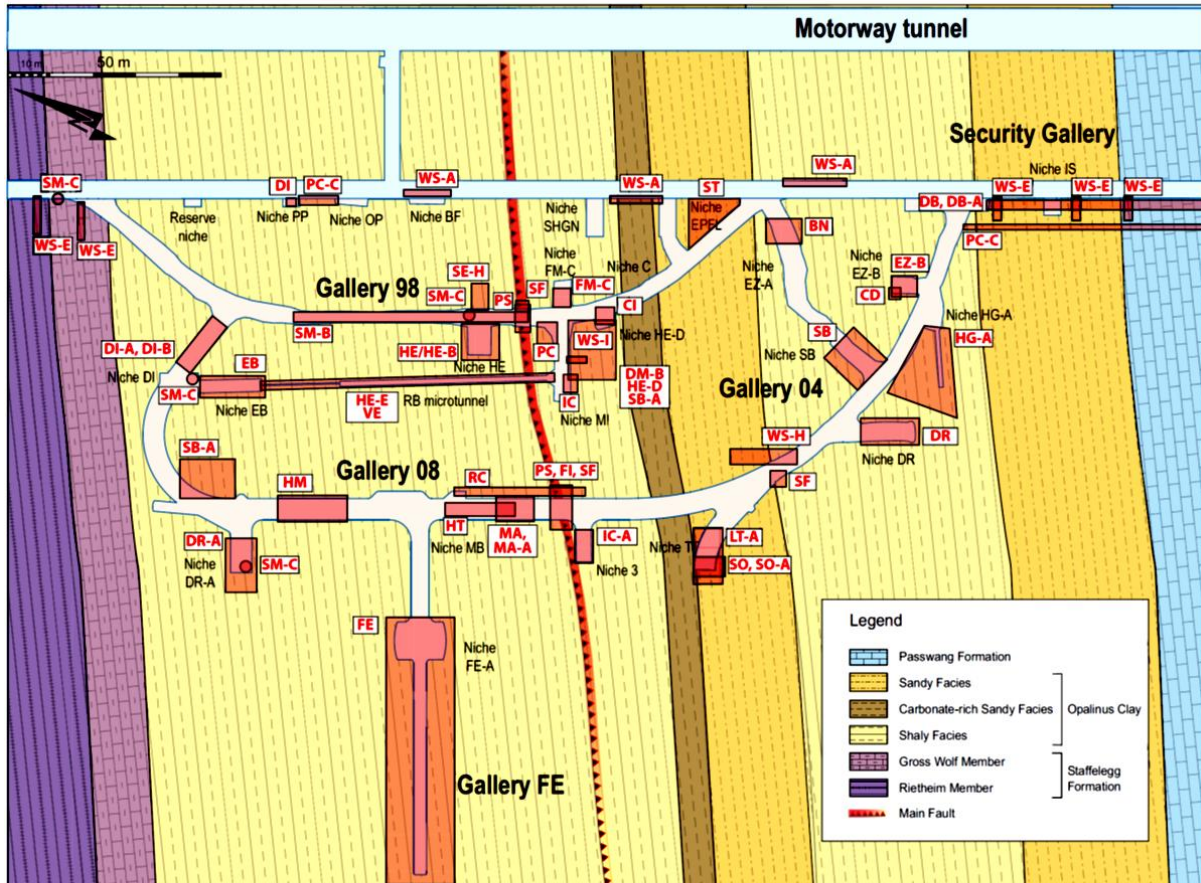 Motorway tunnel
10 m
50 m
Security Gallery
Niche IS
SM-C
DI
PC-C
WS-A
WS-A
ST
WS-A
DB, DB-A
WS-E
WS-E
WS-E
Reserve
niche
Niche PP
Niche OP
Niche BF
Niche
SHGN
Niche
EPFL
BN
WS-E
WS-E
PC-C
Niche
FM-C
Niche C
Niche
EZ-A
Niche
EZ-B
EZ-B
CD
Gallery 98
SE-H
SM-C
PS
SF
FM-C
CI
SM-B
Niche HG-A
HG-A
DI-A, DI-B
Niche DI
EB
HE/HE-B
Niche HE
PC
WS-I
Niche HE-D
SB
Niche SB
SM-C
Niche EB
HE-E
VE
RB microtunnel
IC
Niche MI
DM-B
HE-D
SB-A
Gallery 04
DR
Niche DR
SB-A
Gallery 08
HM
RC
PS, FI, SF
WS-H
SF
HT
MA,
MA-A
Niche MB
IC-A
Niche 3
DR-A
Niche
DR-A
SM-C
LT-A
SO, SO-A
FE
Niche
FE-A
Gallery FE
Legend
Passwang Formation
Sandy Facies
Carbonate-rich Sandy Facies
Opalinus Clay
Shaly Facies
Gross Wolf Member
Staffelegg
Formation
Rietheim Member
Main Fault